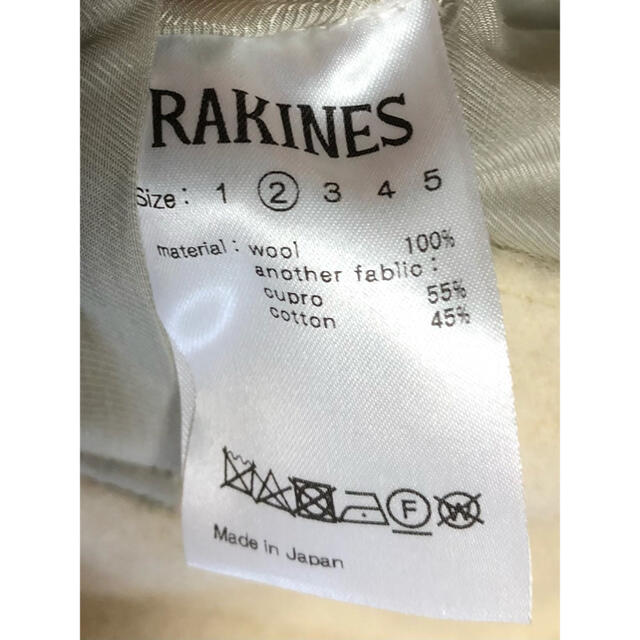 RAKINES
Size: 1 2 3 4 5
material: wool 100%
another fablic:
cupro 55%
cotton 45%
F W
Made in Japan